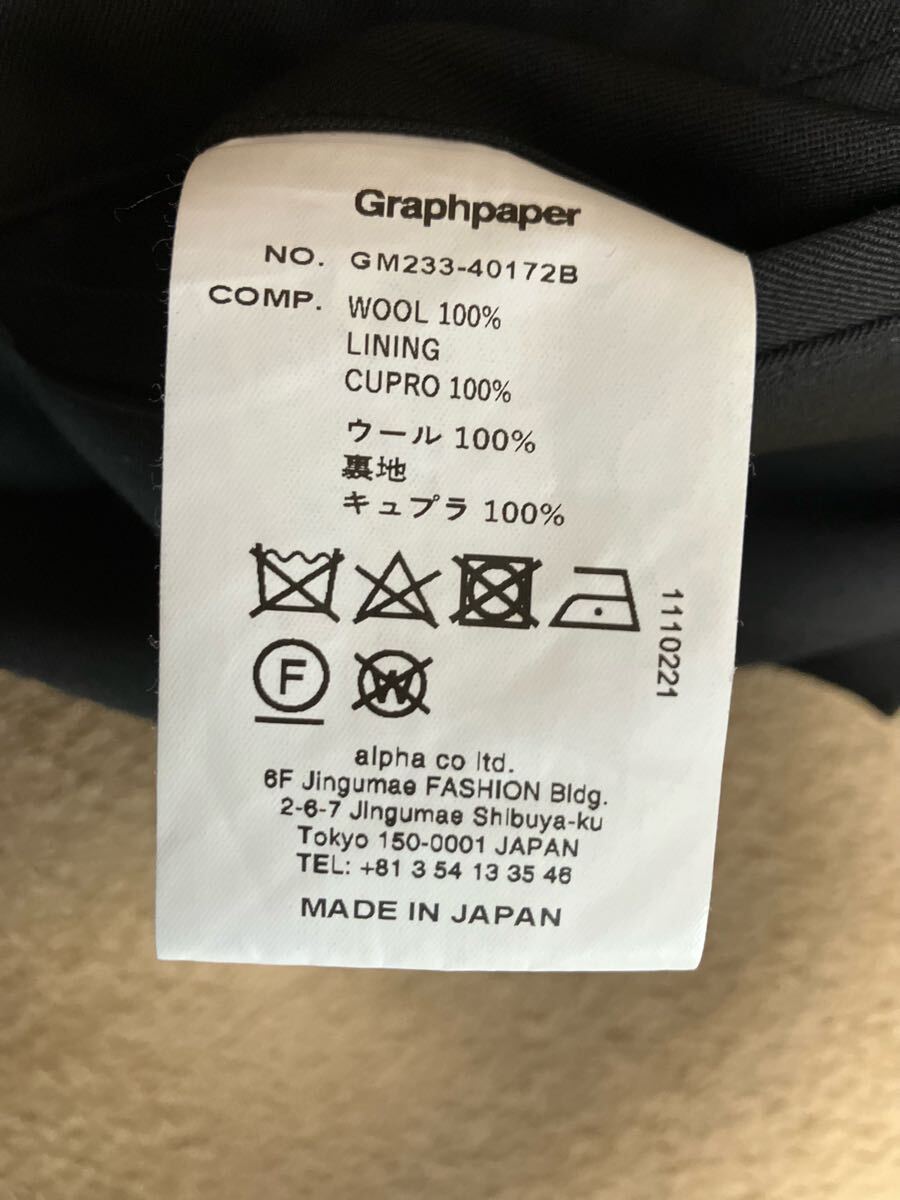 Graphpaper
NO. GM233-40172B
COMP. WOOL 100%
LINING
CUPRO 100%
ウール 100%
裏地
キュプラ 100%
F
W
1110221
alpha co ltd.
6F Jingumae FASHION Bldg.
2-6-7 Jingumae Shibuya-ku
Tokyo 150-0001 JAPAN
TEL: +81 3 54 13 35 46
MADE IN JAPAN